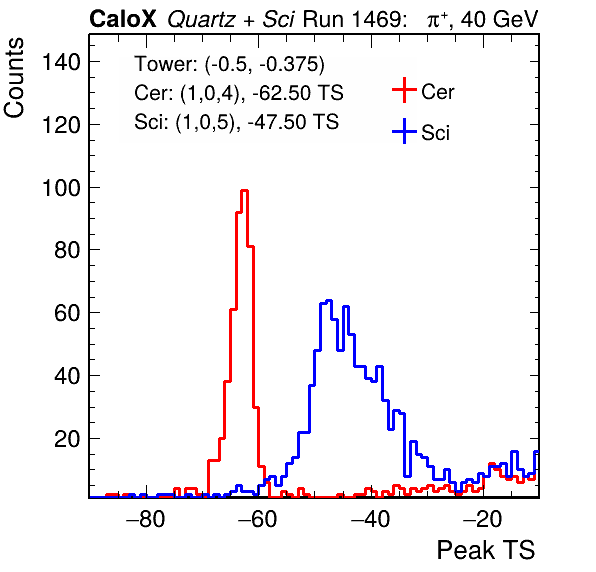 CaloX Quartz + Sci Run 1469: π+, 40 GeV
Counts
Tower: (-0.5, -0.375)
Cer: (1,0,4), -62.50 TS
Sci: (1,0,5), -47.50 TS
Cer
Sci
140
120
100
80
60
40
20
−80 −60 −40 −20
Peak TS